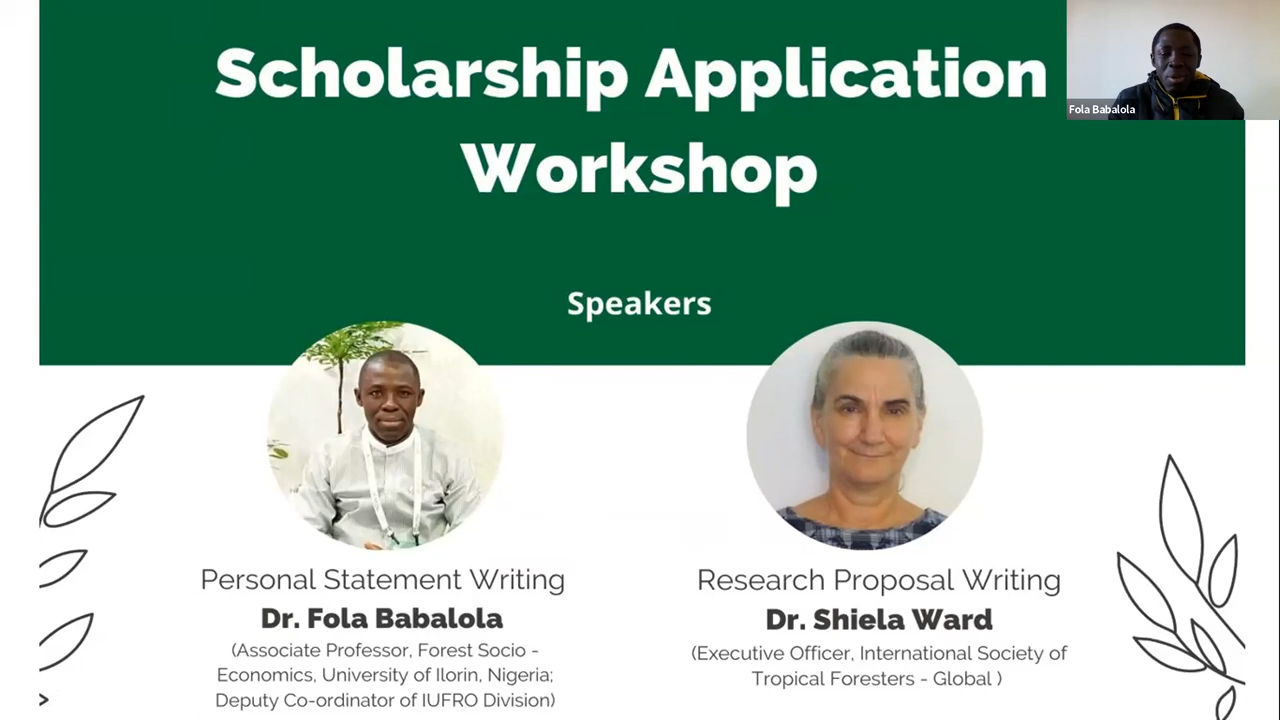 Scholarship Application
Workshop
Fola Babalola
Speakers
Personal Statement Writing
Dr. Fola Babalola
(Associate Professor, Forest Socio -
Economics, University of Ilorin, Nigeria;
Deputy Co-ordinator of IUFRO Division)
Research Proposal Writing
Dr. Shiela Ward
(Executive Officer, International Society of
Tropical Foresters - Global )